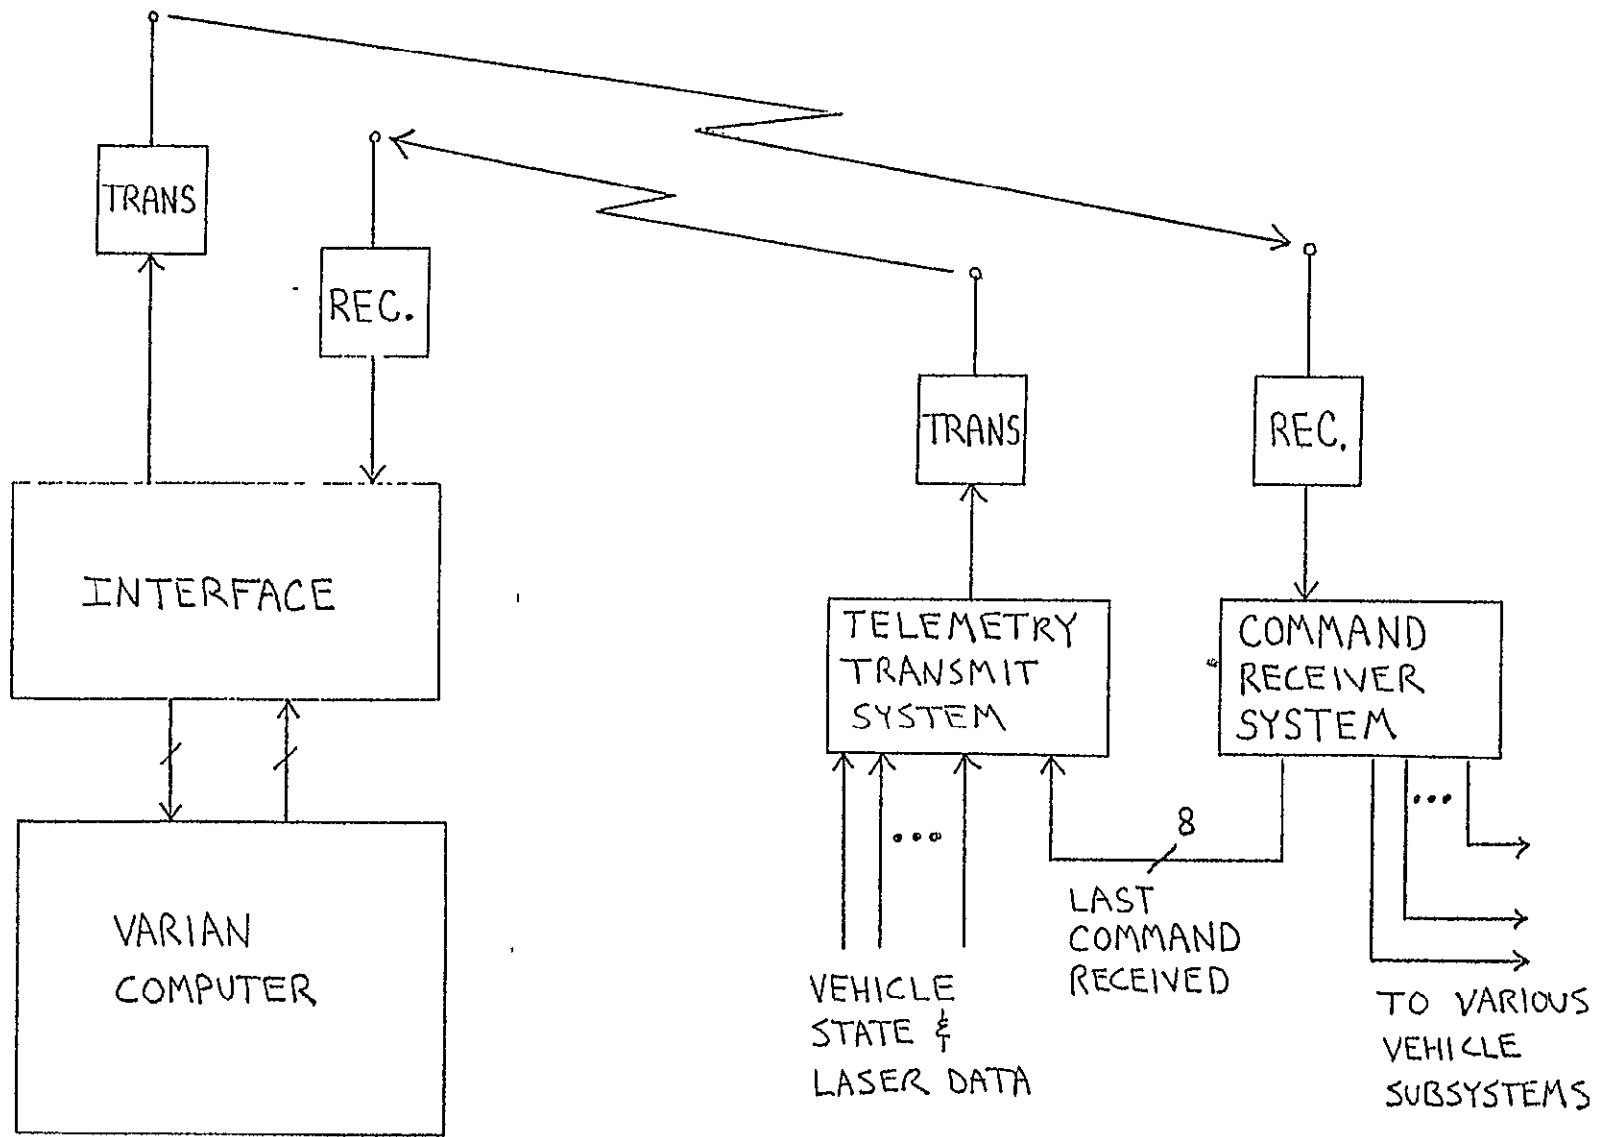 TRANS
REC.
TRANS
REC.
INTERFACE
TELEMETRY
TRANSMIT
SYSTEM
COMMAND
RECEIVER
SYSTEM
...
...
8
LAST
COMMAND
RECEIVED
VARIAN
COMPUTER
VEHICLE
STATE &
LASER DATA
TO VARIOUS
VEHICLE
SUBSYSTEMS